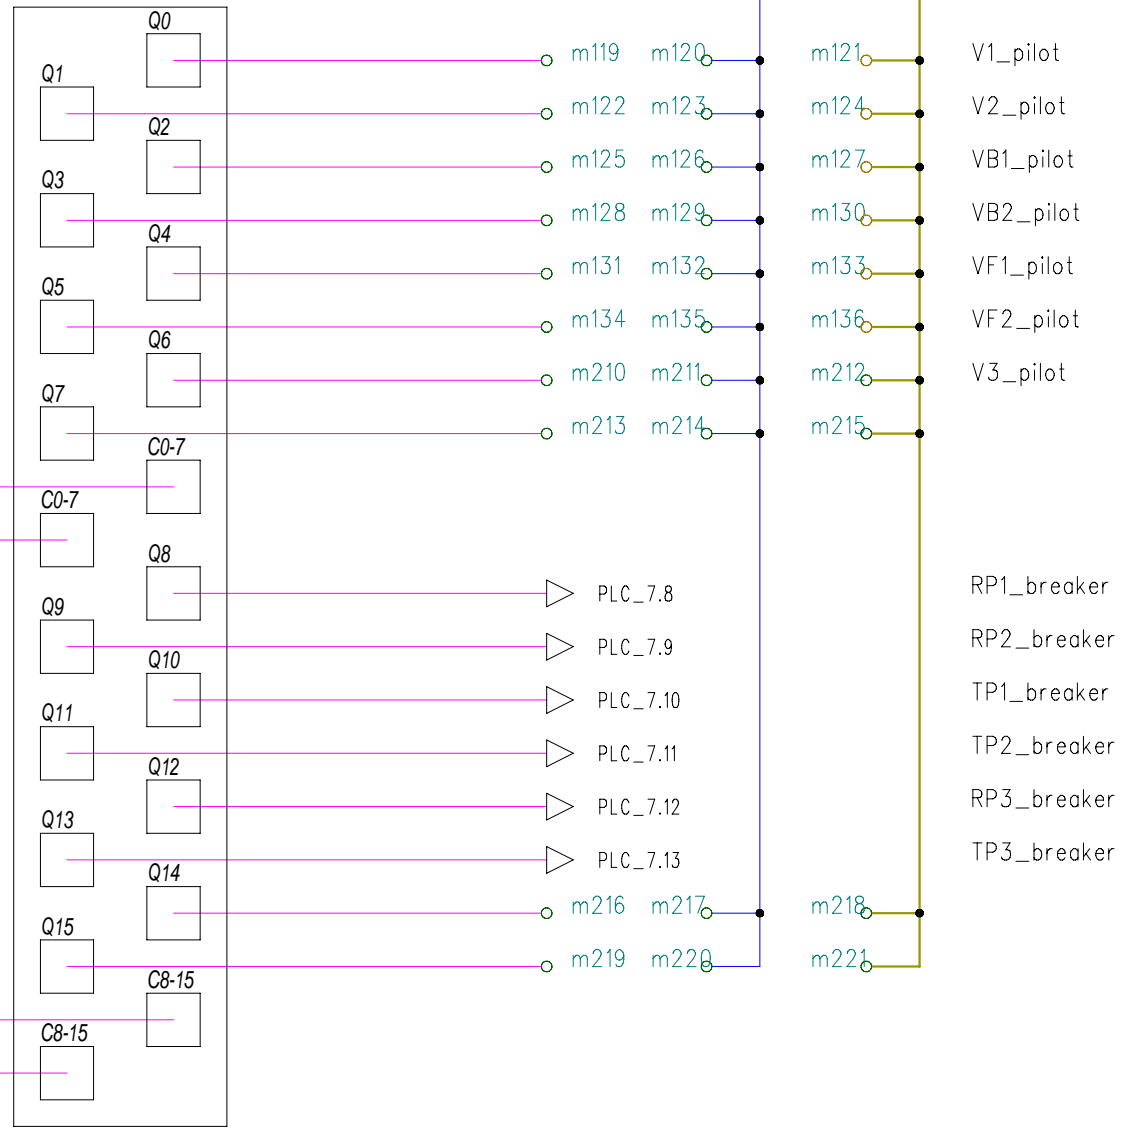 Q0
m119 m120 m121 V1_pilot
Q1
m122 m123 m124 V2_pilot
Q2
m125 m126 m127 VB1_pilot
Q3
m128 m129 m130 VB2_pilot
Q4
m131 m132 m133 VF1_pilot
Q5
m134 m135 m136 VF2_pilot
Q6
m210 m211 m212 V3_pilot
Q7
m213 m214 m215
C0-7
C0-7
Q8
PLC_7.8 RP1_breaker
Q9
PLC_7.9 RP2_breaker
Q10
PLC_7.10 TP1_breaker
Q11
PLC_7.11 TP2_breaker
Q12
PLC_7.12 RP3_breaker
Q13
PLC_7.13 TP3_breaker
Q14
m216 m217 m218
Q15
m219 m220 m221
C8-15
C8-15